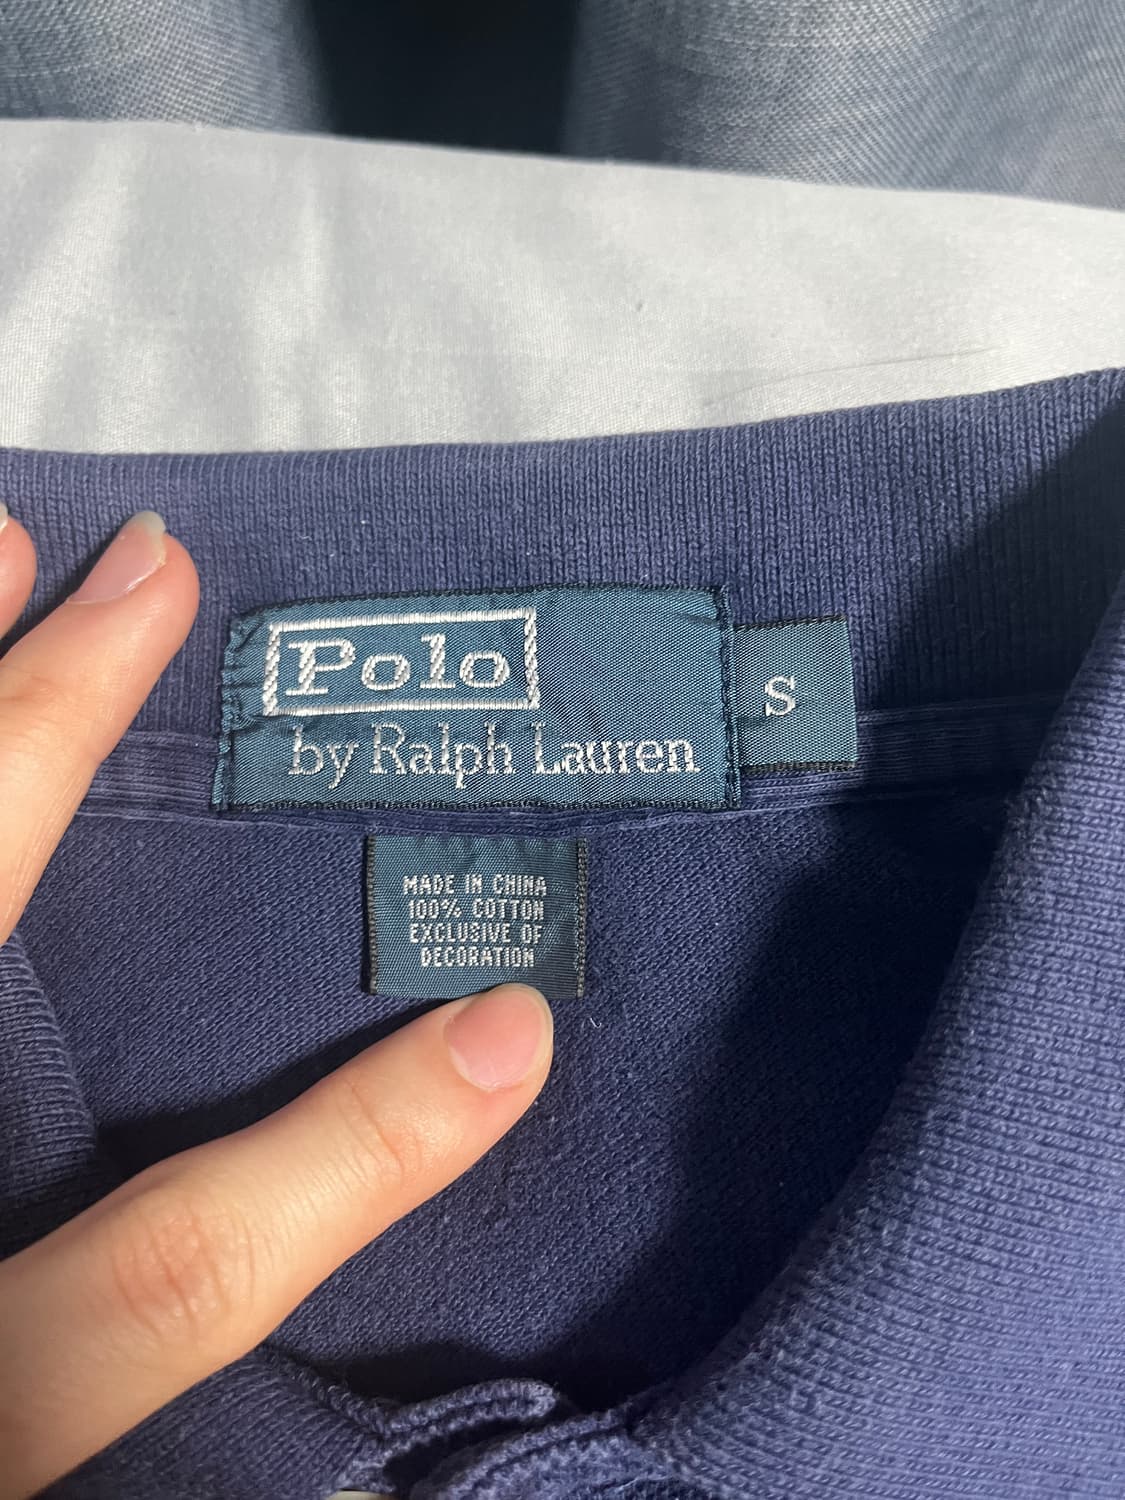 Polo
by Ralph Lauren
S
MADE IN CHINA
100% COTTON
EXCLUSIVE OF
DECORATION